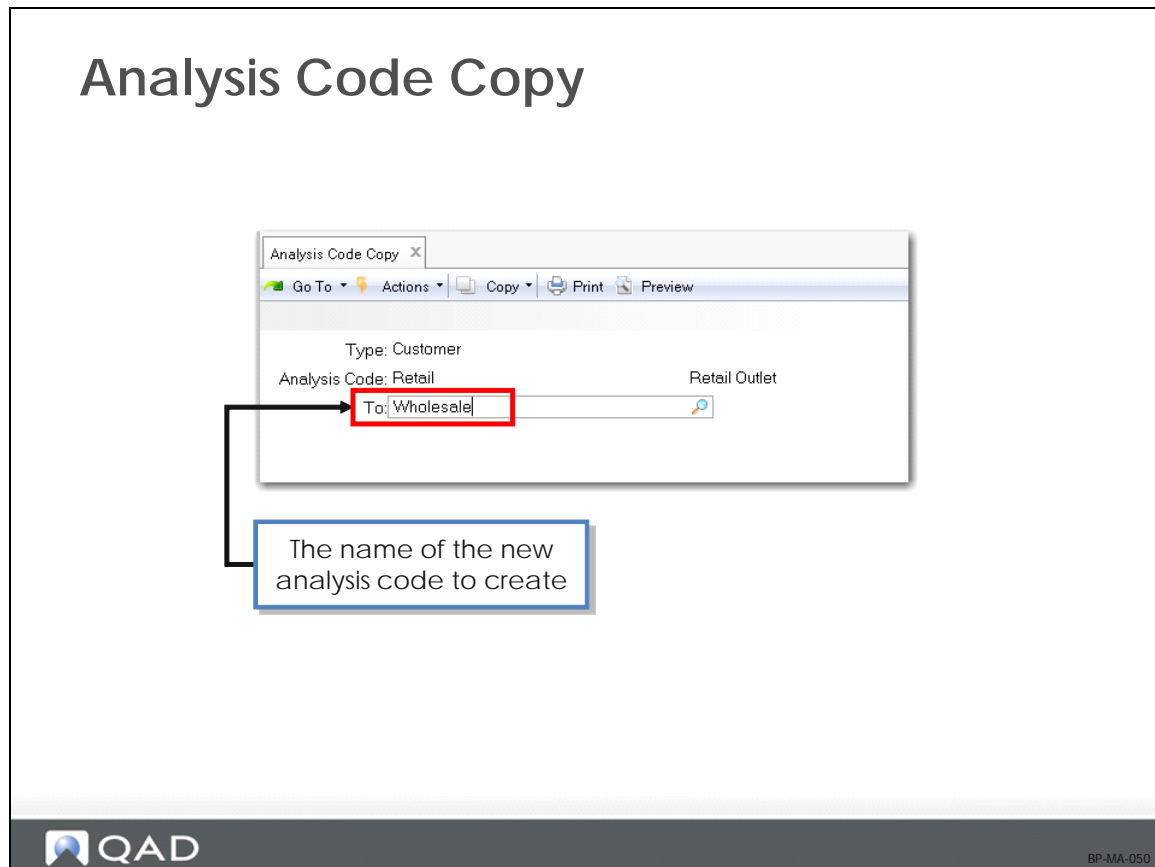 Analysis Code Copy
Analysis Code Copy X
Go To Actions Copy Print Preview
Type: Customer
Analysis Code: Retail Retail Outlet
To: Wholesale
The name of the new
analysis code to create
QAD
BP-MA-050